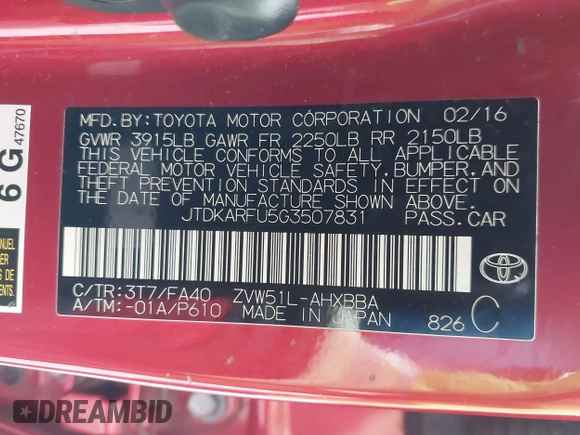 MFD. BY: TOYOTA MOTOR CORPORATION 02/16
GVWR 3915LB GAWR FR 2250LB RR 2150LB
THIS VEHICLE CONFORMS TO ALL APPLICABLE
FEDERAL MOTOR VEHICLE SAFETY, BUMPER, AND
THEFT PREVENTION STANDARDS IN EFFECT ON
THE DATE OF MANUFACTURE SHOWN ABOVE.
JTDKARFU5G3507831 PASS. CAR
C/TR: 3T7/FA40 ZVW51L-AHXBBA
A/TM: -01A/P610 MADE IN JAPAN 826 C
6 G 47670
DREAMBID